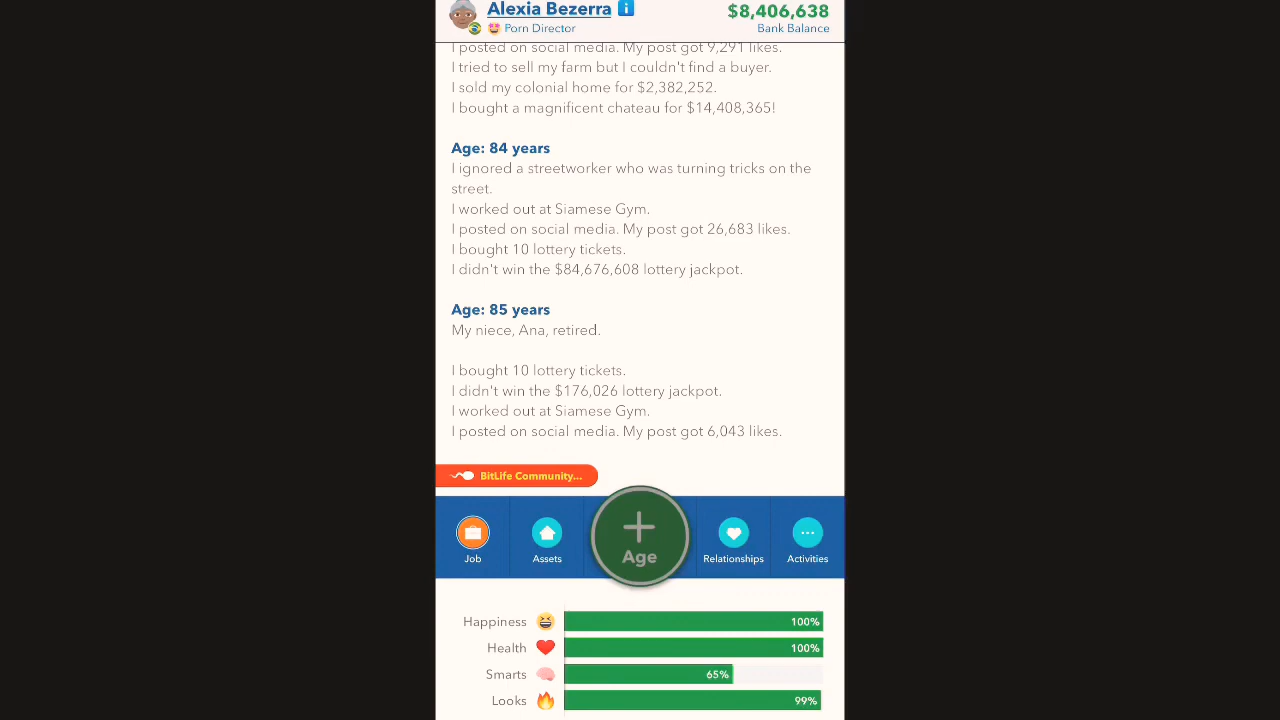 Alexia Bezerra
$8,406,638
Porn Director
Bank Balance
I posted on social media. My post got 9,291 likes.
I tried to sell my farm but I couldn't find a buyer.
I sold my colonial home for $2,382,252.
I bought a magnificent chateau for $14,408,365!
Age: 84 years
I ignored a streetworker who was turning tricks on the
street.
I worked out at Siamese Gym.
I posted on social media. My post got 26,683 likes.
I bought 10 lottery tickets.
I didn't win the $84,676,608 lottery jackpot.
Age: 85 years
My niece, Ana, retired.
I bought 10 lottery tickets.
I didn't win the $176,026 lottery jackpot.
I worked out at Siamese Gym.
I posted on social media. My post got 6,043 likes.
BitLife Community...
Job
Assets
Age
Relationships
Activities
Happiness 100%
Health 100%
Smarts 65%
Looks 99%